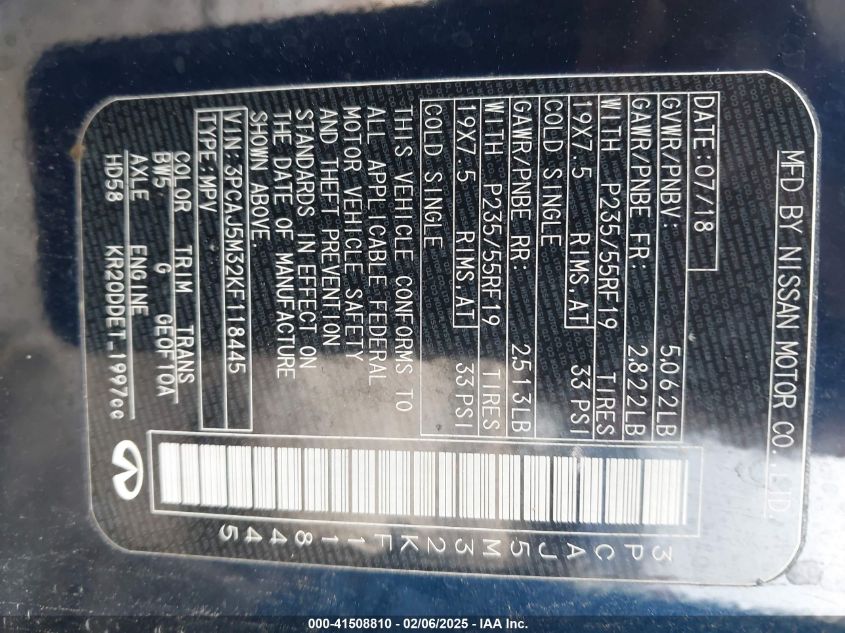 MFD BY NISSAN MOTOR CO.,LTD.
DATE:07/18
GVWR/PNBV: 5,062LB
GAWR/PNBE FR: 2,822LB
WITH P235/55RF19 TIRES
19X7.5 RIMS,AT 33 PSI
COLD SINGLE
GAWR/PNBE RR: 2,513LB
WITH P235/55RF19 TIRES
19X7.5 RIMS,AT 33 PSI
COLD SINGLE
THIS VEHICLE CONFORMS TO
ALL APPLICABLE FEDERAL
MOTOR VEHICLE SAFETY
AND THEFT PREVENTION
STANDARDS IN EFFECT ON
THE DATE OF MANUFACTURE
SHOWN ABOVE.
VIN:3PCAJ5M32KF118445
TYPE:MPV
COLOR TRIM TRANS
BW5 G GE0F10A
AXLE ENGINE
HD58 KR20DDET 1997cc
3PCAJ5M32KF118445
000-41508810 - 02/06/2025 - IAA Inc.